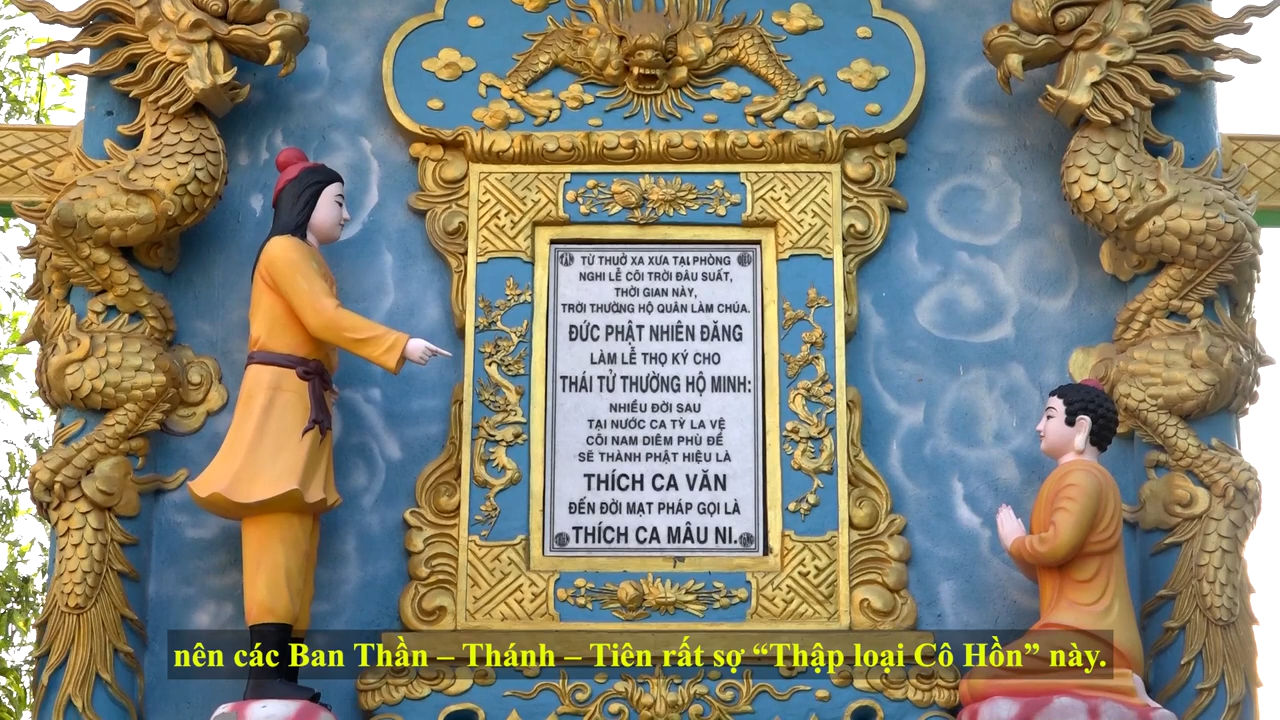 TỪ THUỞ XA XƯA TẠI PHÒNG
NGHI LỄ CÕI TRỜI ĐÂU SUẤT,
THỜI GIAN NÀY,
TRỜI THƯỜNG HỘ QUÂN LÀM CHÚA.
ĐỨC PHẬT NHIÊN ĐĂNG
LÀM LỄ THỌ KÝ CHO
THÁI TỬ THƯỜNG HỘ MINH:
NHIỀU ĐỜI SAU
TẠI NƯỚC CA TỲ LA VỆ
CÕI NAM DIÊM PHÙ ĐỀ
SẼ THÀNH PHẬT HIỆU LÀ
THÍCH CA VĂN
ĐẾN ĐỜI MẠT PHÁP GỌI LÀ
THÍCH CA MÂU NI.
nên các Ban Thần – Thánh – Tiên rất sợ “Thập loại Cô Hồn” này.